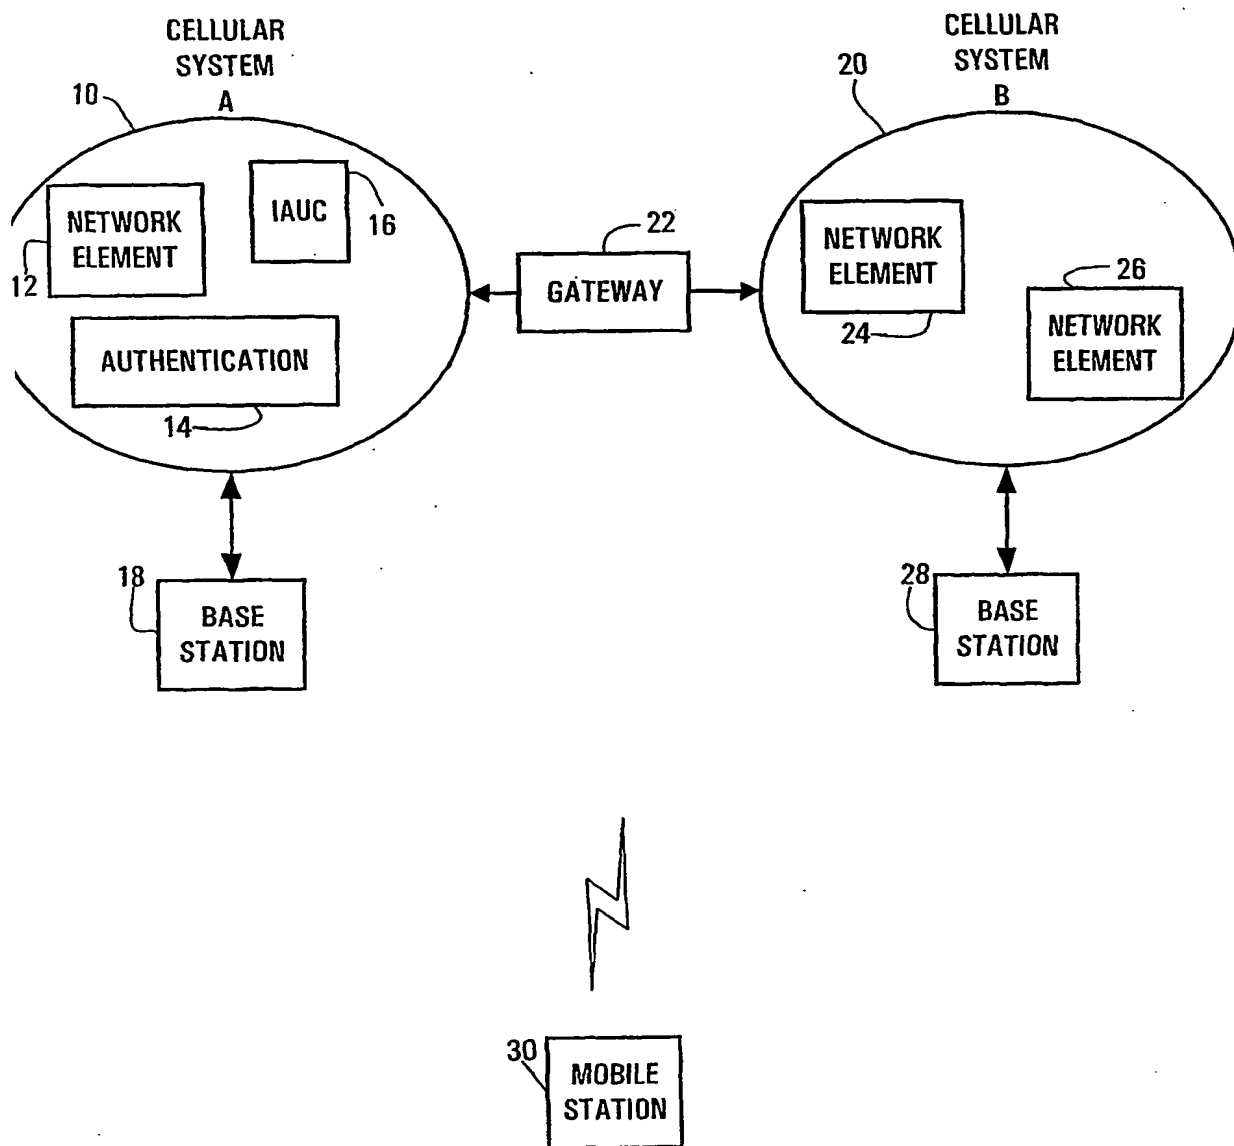 CELLULAR
SYSTEM
A
10
NETWORK
ELEMENT
12
IAUC
16
AUTHENTICATION
14
22
GATEWAY
CELLULAR
SYSTEM
B
20
NETWORK
ELEMENT
24
26
NETWORK
ELEMENT
18
BASE
STATION
28
BASE
STATION
30
MOBILE
STATION